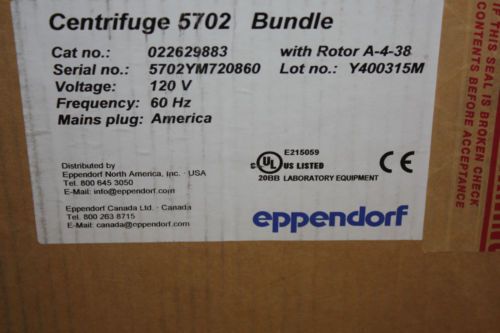 Centrifuge 5702 Bundle
Cat no.: 022629883 with Rotor A-4-38
Serial no.: 5702YM720860 Lot no.: Y400315M
Voltage: 120 V
Frequency: 60 Hz
Mains plug: America
Distributed by
Eppendorf North America, Inc. · USA
Tel. 800 645 3050
E-Mail: info@eppendorf.com
Eppendorf Canada Ltd. · Canada
Tel. 800 263 8715
E-Mail: canada@eppendorf.com
E215059
C UL US LISTED CE
20BB LABORATORY EQUIPMENT
eppendorf
IF THIS SEAL IS BROKEN CHECK
CONTENTS BEFORE ACCEPTANCE